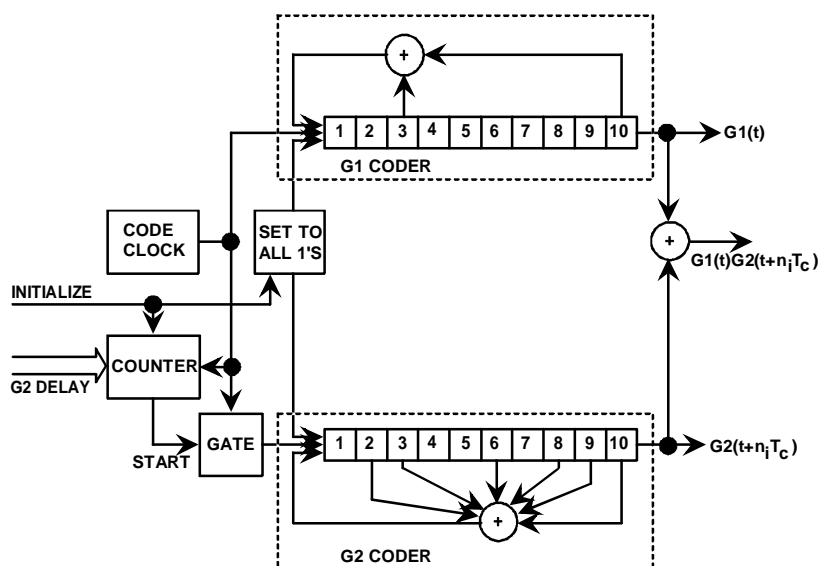 1 2 3 4 5 6 7 8 9 10
G1 CODER
G1(t)
+
CODE
CLOCK
SET TO
ALL 1'S
+
G1(t)G2(t+niTc)
INITIALIZE
COUNTER
G2 DELAY
START
GATE
1 2 3 4 5 6 7 8 9 10
G2(t+niTc)
+
G2 CODER